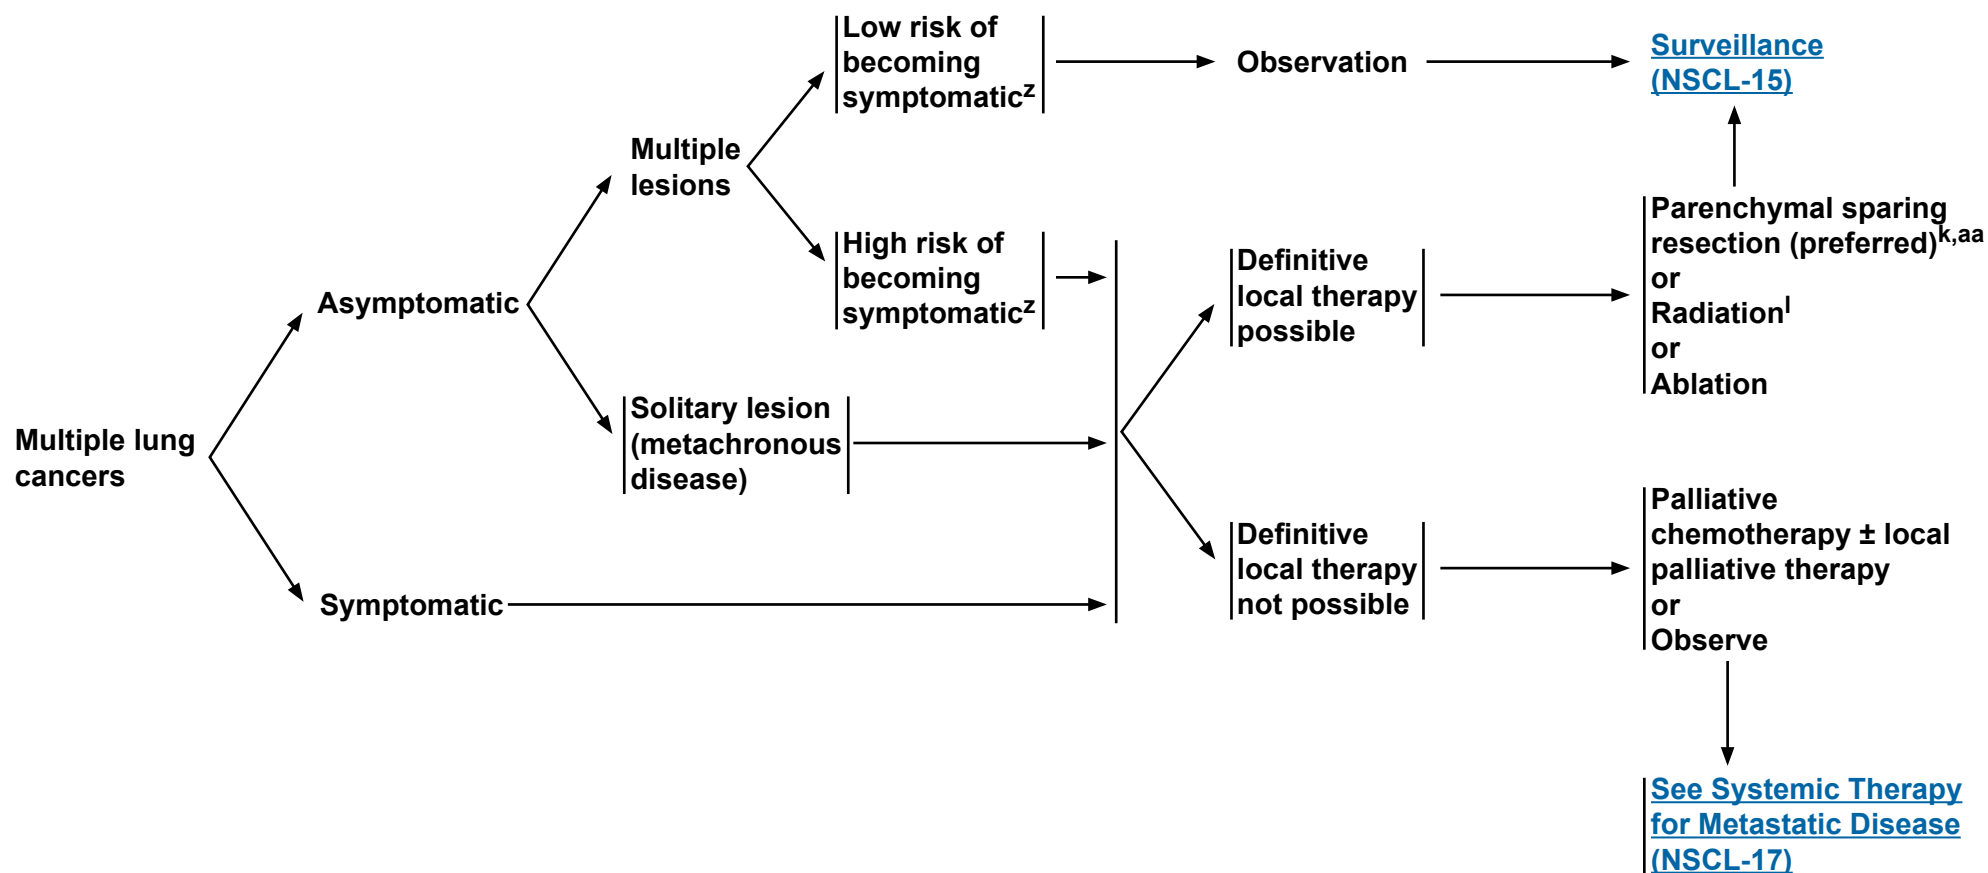 Multiple lung
cancers
Asymptomatic
Symptomatic
Multiple
lesions
Solitary lesion
(metachronous
disease)
Low risk of
becoming
symptomaticᶻ
High risk of
becoming
symptomaticᶻ
Observation
Definitive
local therapy
possible
Definitive
local therapy
not possible
Surveillance
(NSCL-15)
Parenchymal sparing
resection (preferred)ᵏ,ᵃᵃ
or
Radiationˡ
or
Ablation
Palliative
chemotherapy ± local
palliative therapy
or
Observe
See Systemic Therapy
for Metastatic Disease
(NSCL-17)